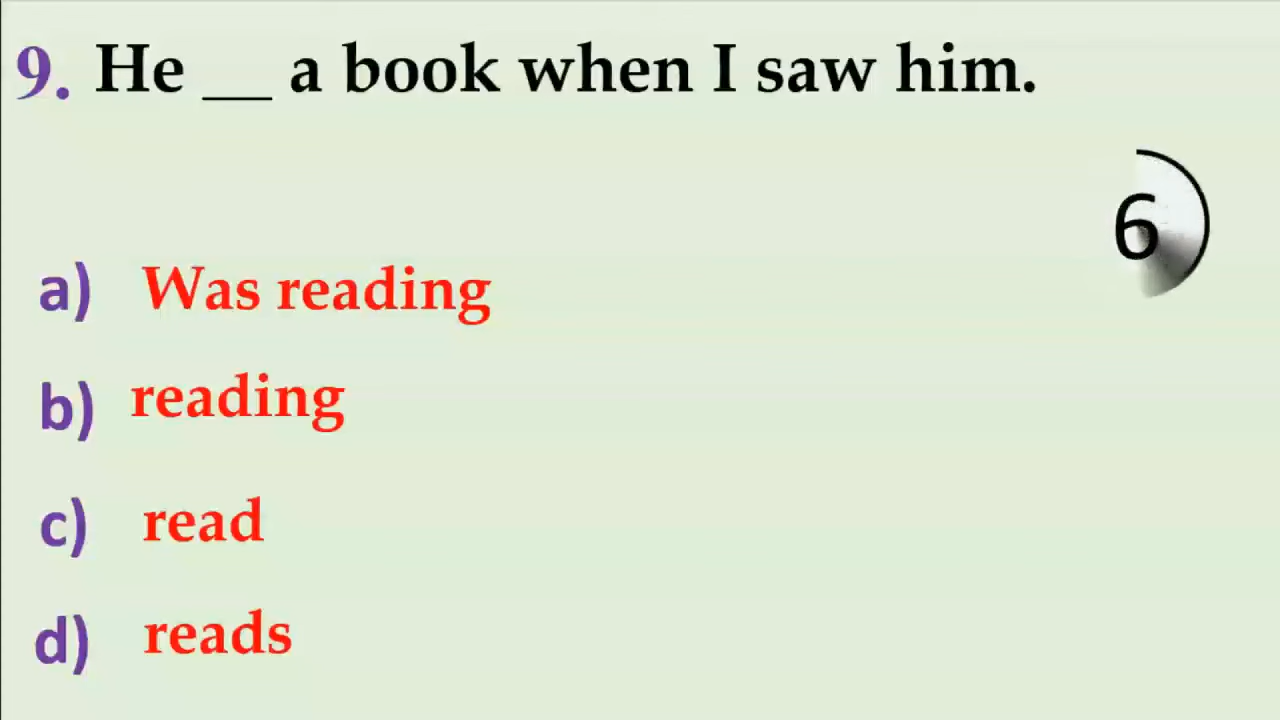 9. He __ a book when I saw him.
6
a) Was reading
b) reading
c) read
d) reads